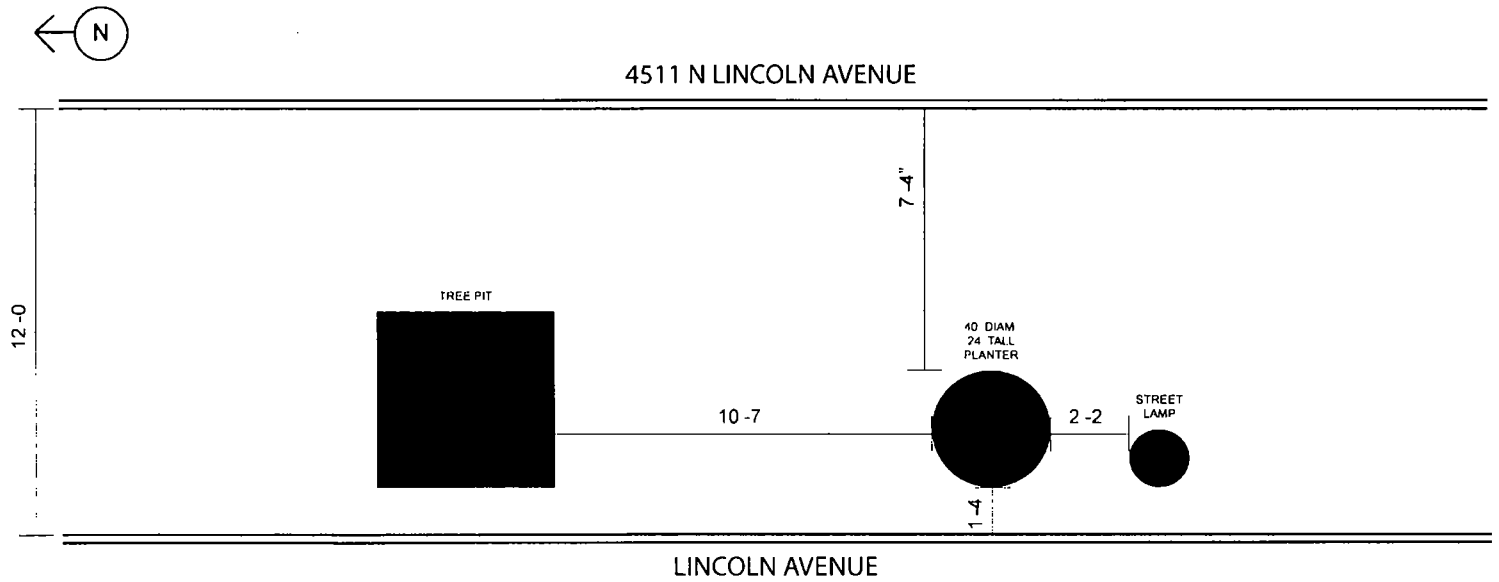 N
4511 N LINCOLN AVENUE
7 -4"
12 -0
TREE PIT
40 DIAM
24 TALL
PLANTER
10 -7
2 -2
STREET
LAMP
1 -4
LINCOLN AVENUE